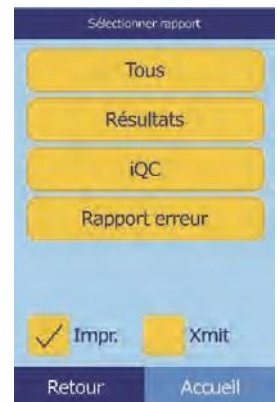 Sélectionner rapport
Tous
Résultats
iQC
Rapport erreur
Impr. Xmit
Retour Accueil